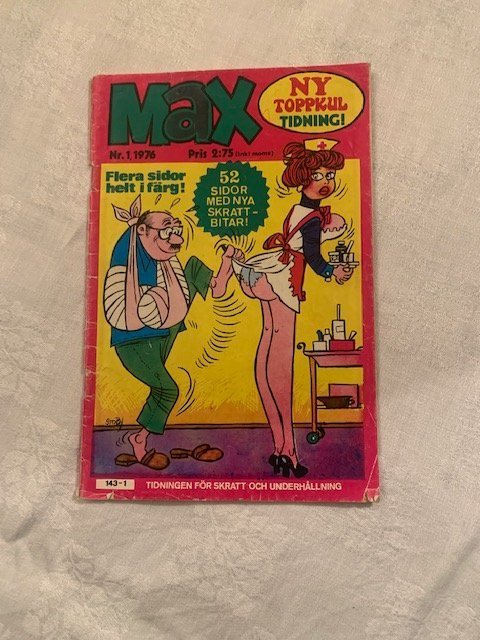 MaX
NY
TOPPKUL
TIDNING!
Nr. 1, 1976
Pris 2:75 (inkl moms)
Flera sidor
helt i färg!
52
SIDOR
MED NYA
SKRATT-
BITAR!
143-1
TIDNINGEN FÖR SKRATT OCH UNDERHÅLLNING